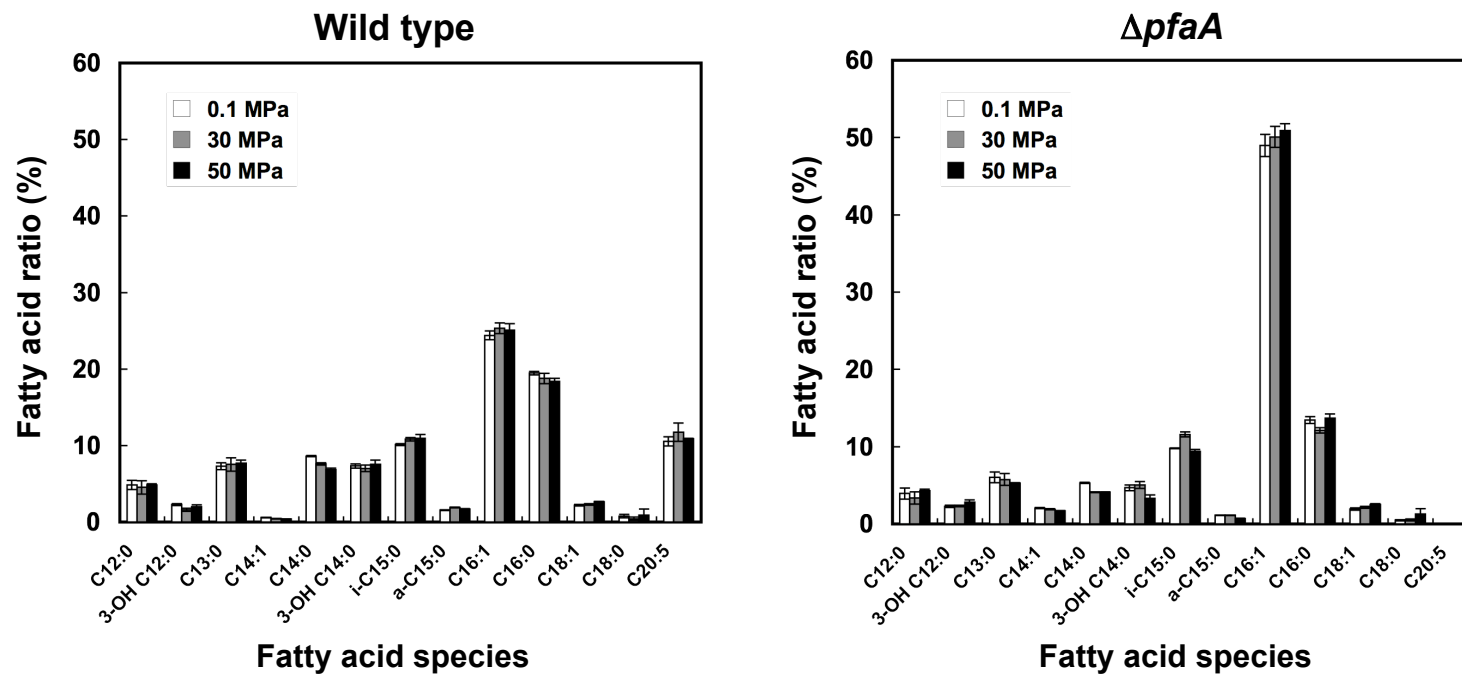 Wild type
60
50
40
30
20
10
0
Fatty acid ratio (%)
0.1 MPa
30 MPa
50 MPa
C12:0
3-OH C12:0
C13:0
C14:1
C14:0
3-OH C14:0
i-C15:0
a-C15:0
C16:1
C16:0
C18:1
C18:0
C20:5
Fatty acid species
ΔpfaA
60
50
40
30
20
10
0
Fatty acid ratio (%)
0.1 MPa
30 MPa
50 MPa
C12:0
3-OH C12:0
C13:0
C14:1
C14:0
3-OH C14:0
i-C15:0
a-C15:0
C16:1
C16:0
C18:1
C18:0
C20:5
Fatty acid species